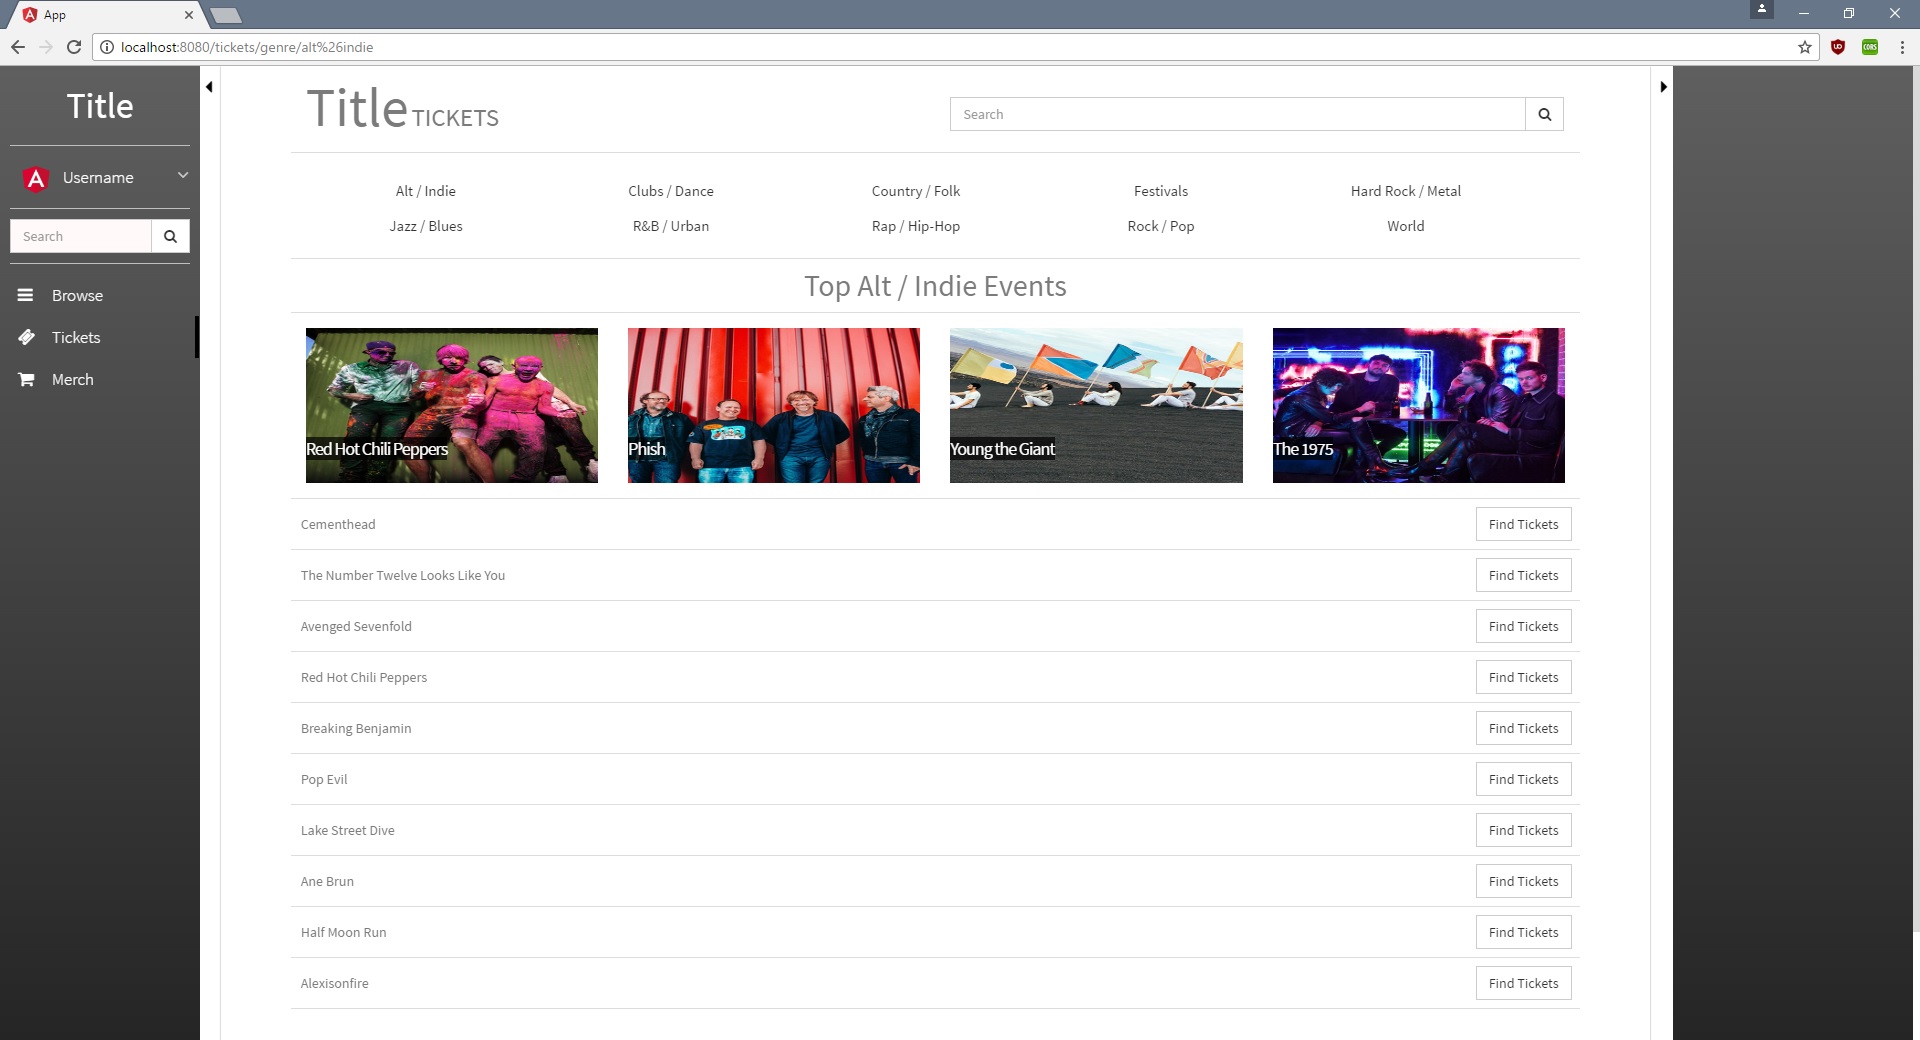 App
localhost:8080/tickets/genre/alt%26indie
Title
Username
Search
Browse
Tickets
Merch
Title TICKETS
Search
Alt / Indie Clubs / Dance Country / Folk Festivals Hard Rock / Metal
Jazz / Blues R&B / Urban Rap / Hip-Hop Rock / Pop World
Top Alt / Indie Events
Red Hot Chili Peppers Phish Young the Giant The 1975
Cementhead Find Tickets
The Number Twelve Looks Like You Find Tickets
Avenged Sevenfold Find Tickets
Red Hot Chili Peppers Find Tickets
Breaking Benjamin Find Tickets
Pop Evil Find Tickets
Lake Street Dive Find Tickets
Ane Brun Find Tickets
Half Moon Run Find Tickets
Alexisonfire Find Tickets